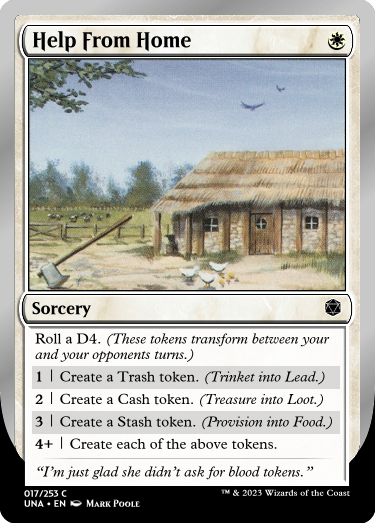 Help From Home
Sorcery
Roll a D4. (These tokens transform between your
and your opponents turns.)
1 | Create a Trash token. (Trinket into Lead.)
2 | Create a Cash token. (Treasure into Loot.)
3 | Create a Stash token. (Provision into Food.)
4+ | Create each of the above tokens.
“I’m just glad she didn’t ask for blood tokens.”
017/253 C
UNA • EN Mark Poole
™ & 2023 Wizards of the Coast